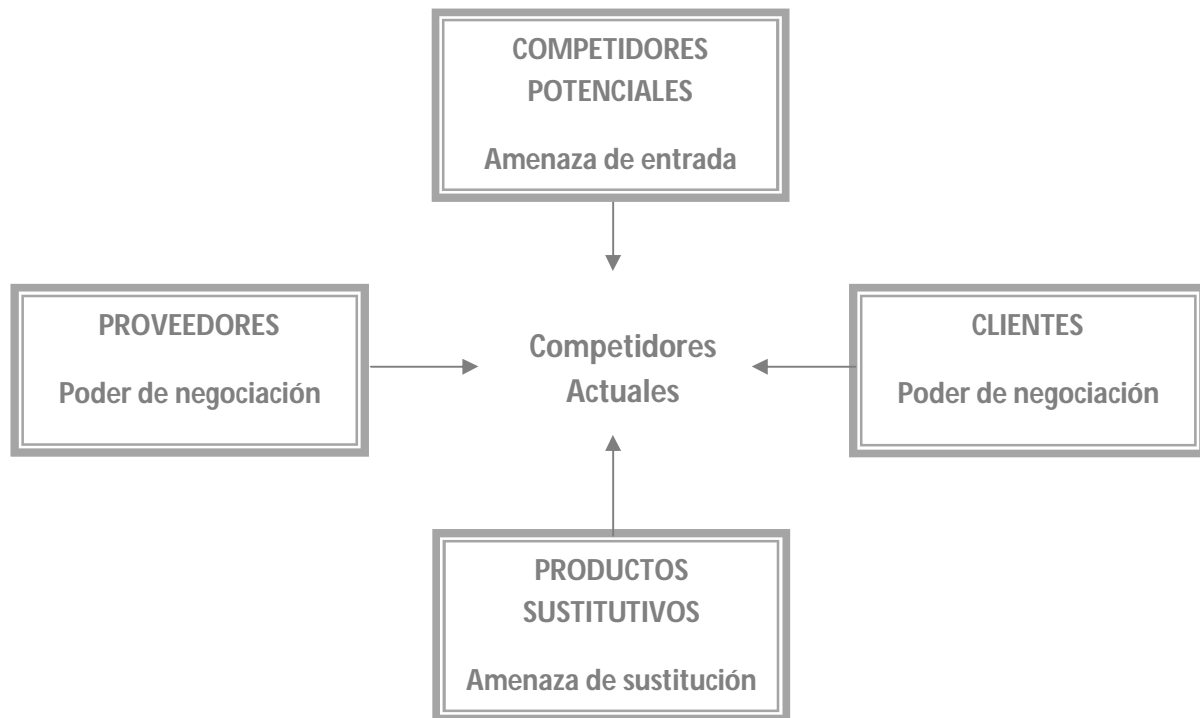 COMPETIDORES
POTENCIALES
Amenaza de entrada
PROVEEDORES
Poder de negociación
Competidores
Actuales
CLIENTES
Poder de negociación
PRODUCTOS
SUSTITUTIVOS
Amenaza de sustitución